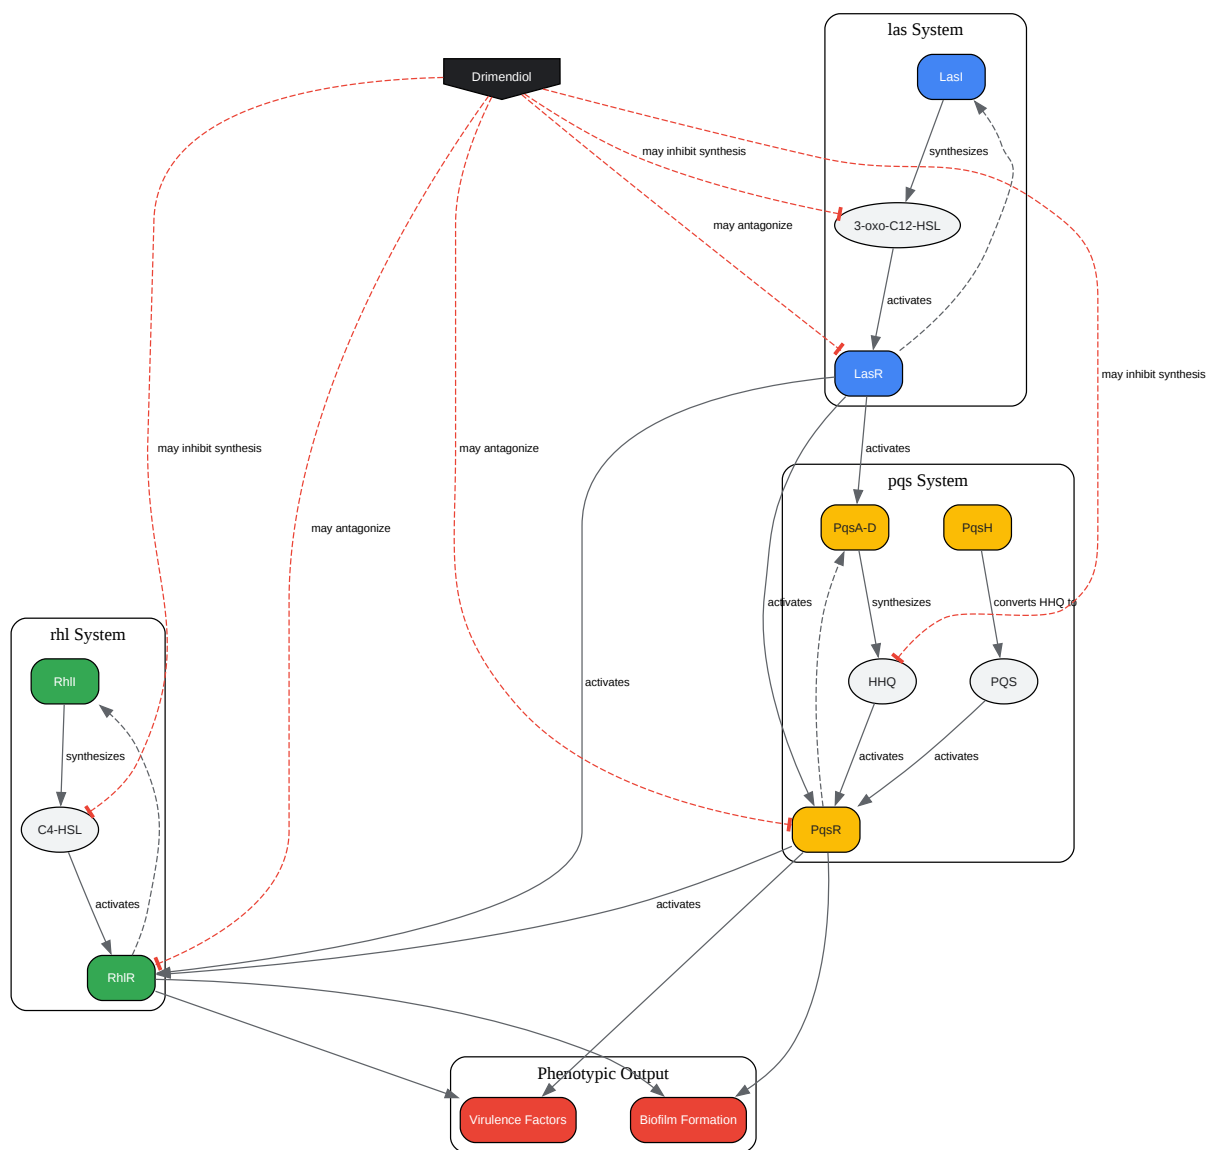 las System
Drimendiol
LasI
may inhibit synthesis
synthesizes
may antagonize
3-oxo-C12-HSL
activates
LasR
may inhibit synthesis
may inhibit synthesis
may antagonize
activates
pqs System
may antagonize
PqsA-D
PqsH
activates
synthesizes
converts HHQ to
rhl System
RhlI
activates
HHQ
PQS
synthesizes
activates
activates
C4-HSL
PqsR
activates
activates
RhlR
Phenotypic Output
Virulence Factors
Biofilm Formation